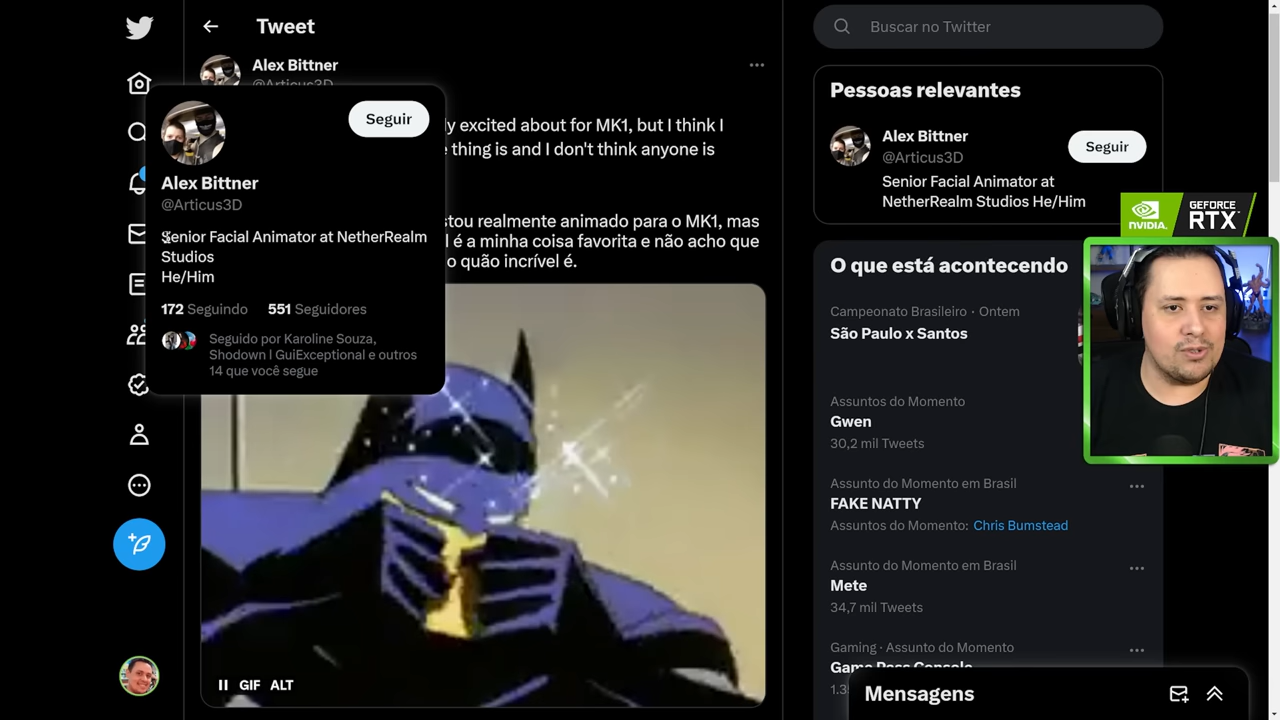 Tweet
Alex Bittner
@Articus3D
ly excited about for MK1, but I think I
thing is and I don't think anyone is
stou realmente animado para o MK1, mas
é a minha coisa favorita e não acho que
o quão incrível é.
Seguir
Alex Bittner
@Articus3D
Senior Facial Animator at NetherRealm
Studios
He/Him
172 Seguindo 551 Seguidores
Seguido por Karoline Souza,
Shodown | GuiExceptional e outros
14 que você segue
GIF ALT
Buscar no Twitter
Pessoas relevantes
Alex Bittner
@Articus3D
Seguir
Senior Facial Animator at
NetherRealm Studios He/Him
NVIDIA.
GEFORCE
RTX
O que está acontecendo
Campeonato Brasileiro · Ontem
São Paulo x Santos
Assuntos do Momento
Gwen
30,2 mil Tweets
Assunto do Momento em Brasil
FAKE NATTY
Assuntos do Momento: Chris Bumstead
Assunto do Momento em Brasil
Mete
34,7 mil Tweets
Gaming · Assunto do Momento
Game Pass Console
Mensagens